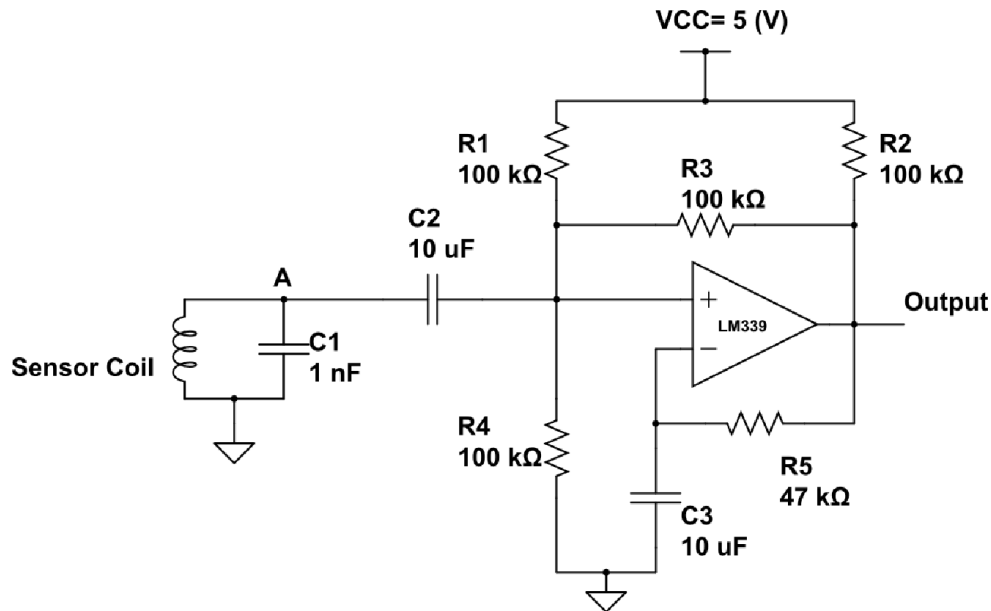 VCC= 5 (V)
R1
100 kΩ
R2
100 kΩ
R3
100 kΩ
C2
10 uF
A
+
LM339
−
Output
Sensor Coil
C1
1 nF
R4
100 kΩ
R5
47 kΩ
C3
10 uF